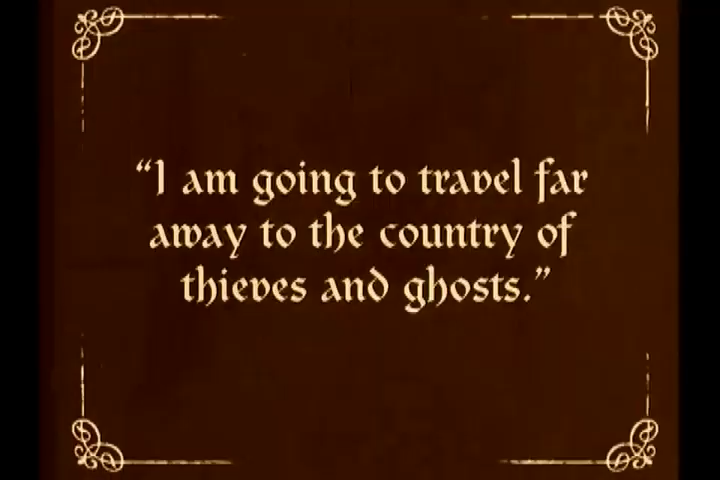 “I am going to travel far
away to the country of
thieves and ghosts.”